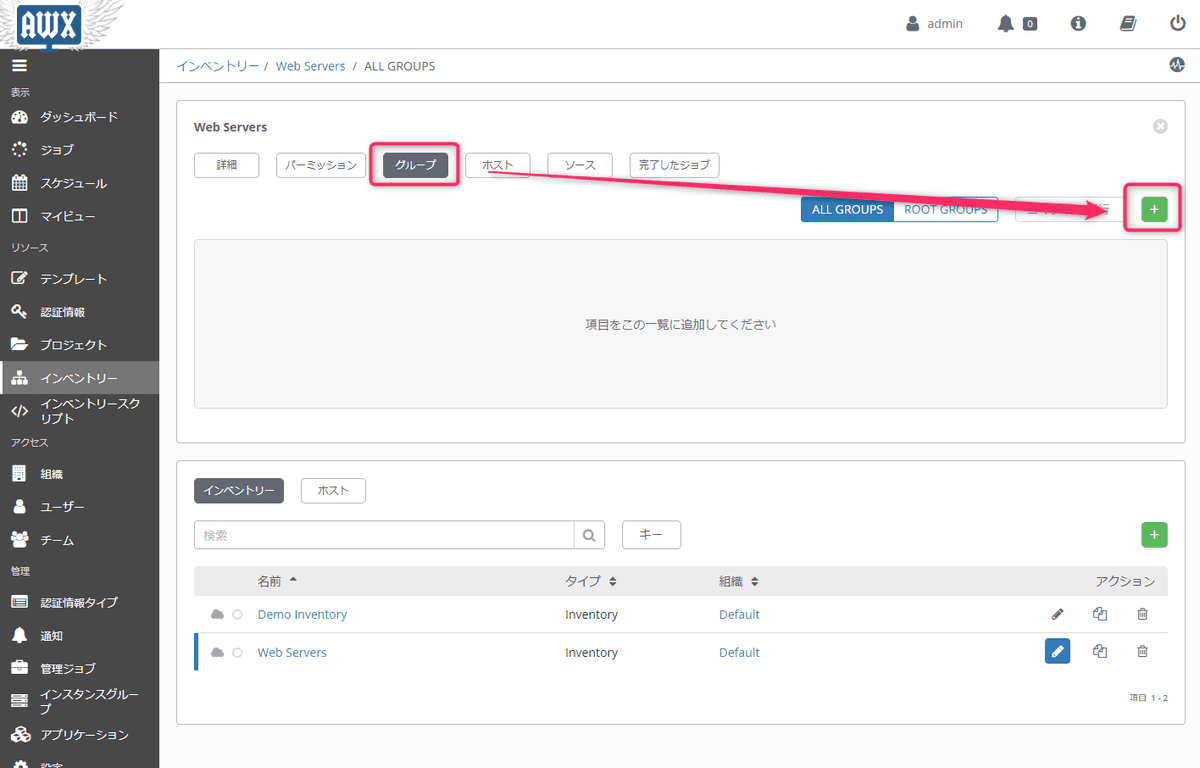 AWX
admin
0
インベントリー / Web Servers / ALL GROUPS
表示
ダッシュボード
ジョブ
スケジュール
マイビュー
リソース
テンプレート
認証情報
プロジェクト
インベントリー
インベントリースク
リプト
アクセス
組織
ユーザー
チーム
管理
認証情報タイプ
通知
管理ジョブ
インスタンスグルー
プ
アプリケーション
設定
Web Servers
詳細 パーミッション グループ ホスト ソース 完了したジョブ
ALL GROUPS ROOT GROUPS
+
項目をこの一覧に追加してください
インベントリー ホスト
検索 キー +
名前 タイプ 組織 アクション
Demo Inventory Inventory Default
Web Servers Inventory Default
項目 1 - 2